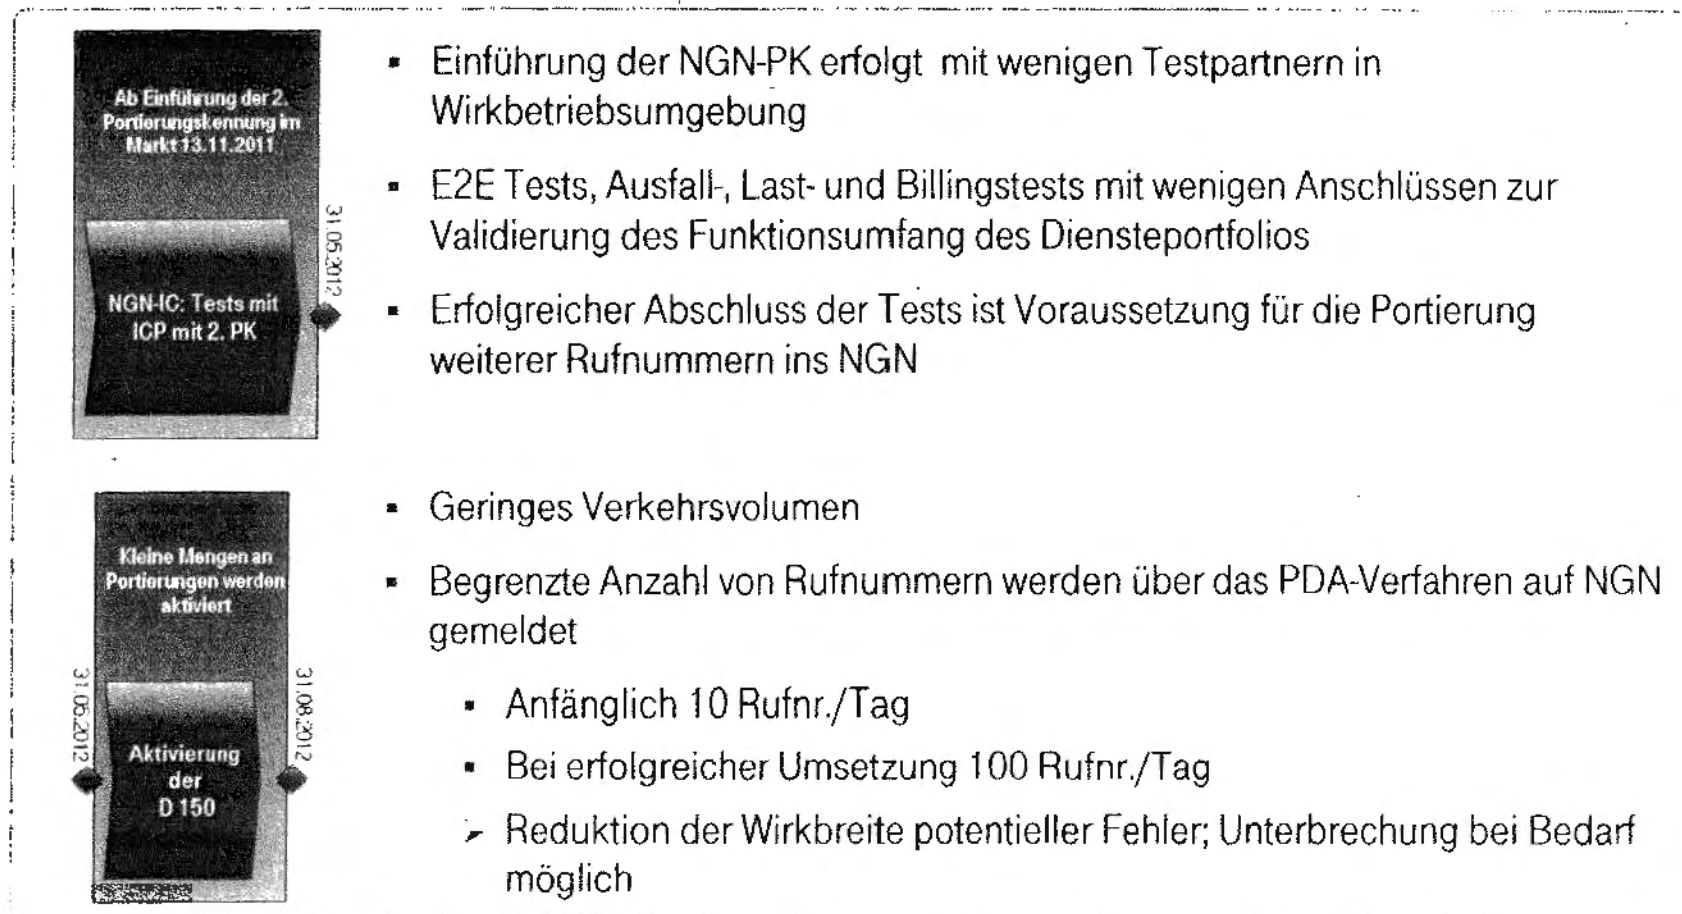 Ab Einführung der 2.
Portierungskennung im
Markt 13.11.2011
31.05.2012
NGN-IC: Tests mit
ICP mit 2. PK
▪ Einführung der NGN-PK erfolgt mit wenigen Testpartnern in
Wirkbetriebsumgebung
▪ E2E Tests, Ausfall-, Last- und Billingstests mit wenigen Anschlüssen zur
Validierung des Funktionsumfang des Diensteportfolios
▪ Erfolgreicher Abschluss der Tests ist Voraussetzung für die Portierung
weiterer Rufnummern ins NGN
Kleine Mengen an
Portierungen werden
aktiviert
31.05.2012
31.08.2012
Aktivierung
der
D 150
▪ Geringes Verkehrsvolumen
▪ Begrenzte Anzahl von Rufnummern werden über das PDA-Verfahren auf NGN
gemeldet
▪ Anfänglich 10 Rufnr./Tag
▪ Bei erfolgreicher Umsetzung 100 Rufnr./Tag
➢ Reduktion der Wirkbreite potentieller Fehler; Unterbrechung bei Bedarf
möglich